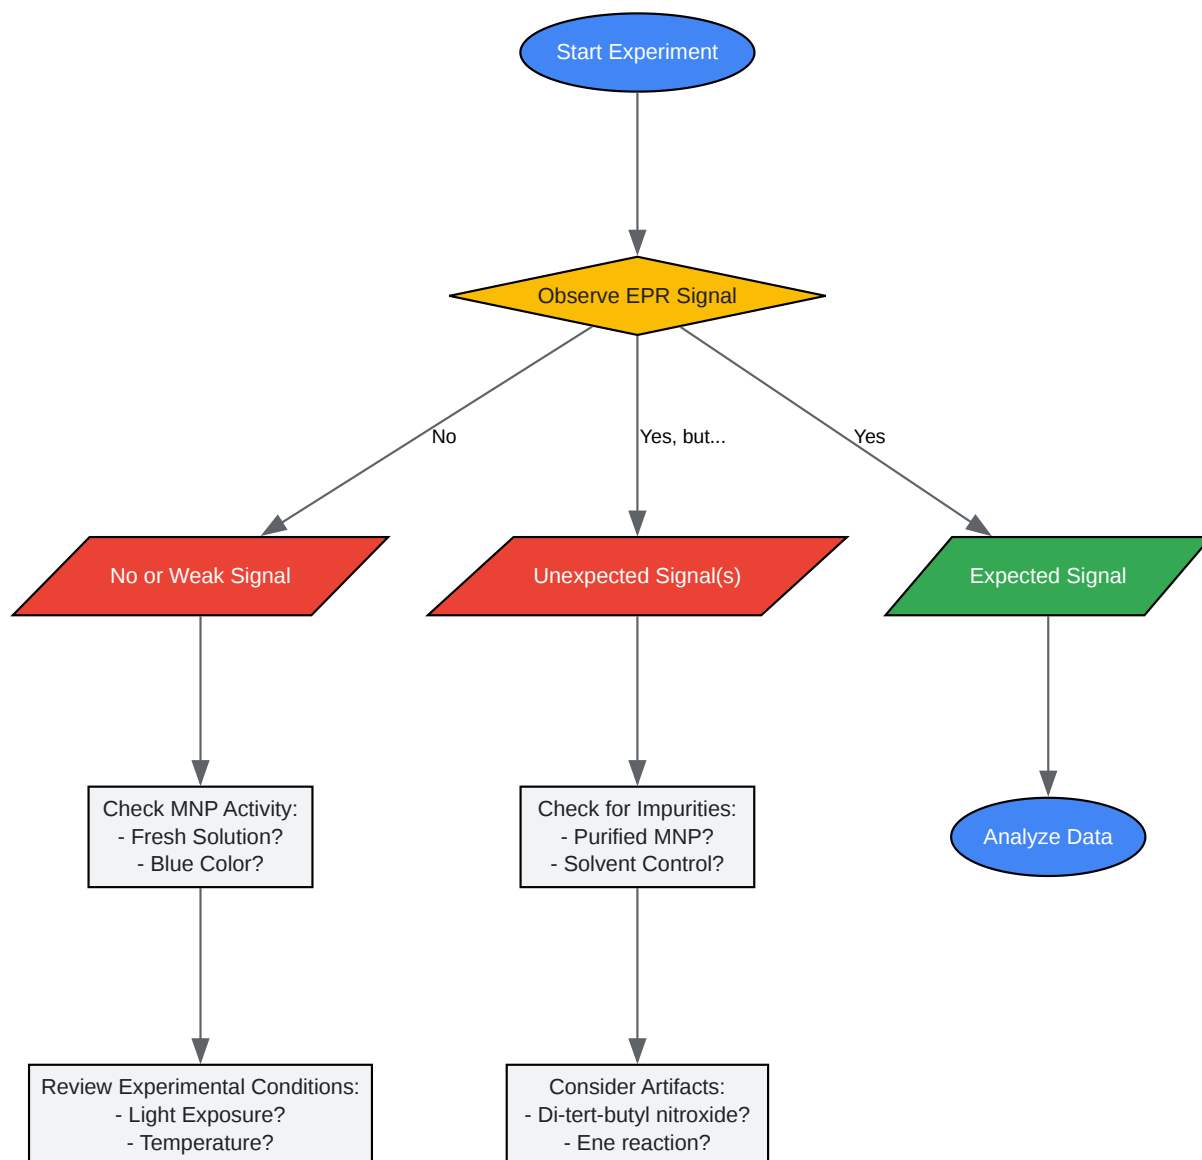 Start Experiment
Observe EPR Signal
No
Yes, but...
Yes
No or Weak Signal
Unexpected Signal(s)
Expected Signal
Check MNP Activity:
- Fresh Solution?
- Blue Color?
Check for Impurities:
- Purified MNP?
- Solvent Control?
Analyze Data
Review Experimental Conditions:
- Light Exposure?
- Temperature?
Consider Artifacts:
- Di-tert-butyl nitroxide?
- Ene reaction?